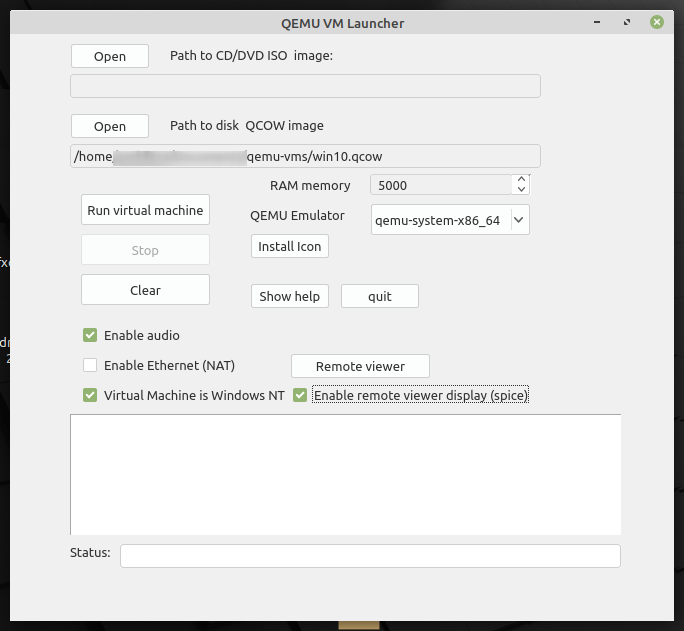 QEMU VM Launcher
Open Path to CD/DVD ISO image:
Open Path to disk QCOW image
/home qemu-vms/win10.qcow
RAM memory 5000
Run virtual machine QEMU Emulator qemu-system-x86_64
Stop Install Icon
Clear Show help quit
Enable audio
Enable Ethernet (NAT) Remote viewer
Virtual Machine is Windows NT Enable remote viewer display (spice)
Status: